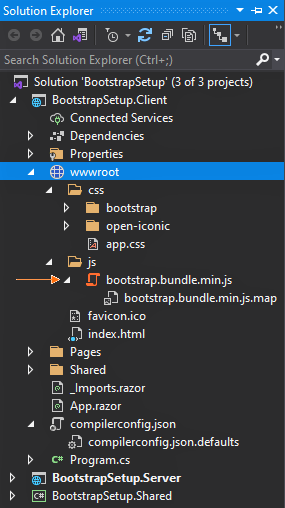 Solution Explorer
Search Solution Explorer (Ctrl+;)
Solution 'BootstrapSetup' (3 of 3 projects)
BootstrapSetup.Client
Connected Services
Dependencies
Properties
wwwroot
css
bootstrap
open-iconic
app.css
js
bootstrap.bundle.min.js
bootstrap.bundle.min.js.map
favicon.ico
index.html
Pages
Shared
_Imports.razor
App.razor
compilerconfig.json
compilerconfig.json.defaults
C# Program.cs
BootstrapSetup.Server
C# BootstrapSetup.Shared